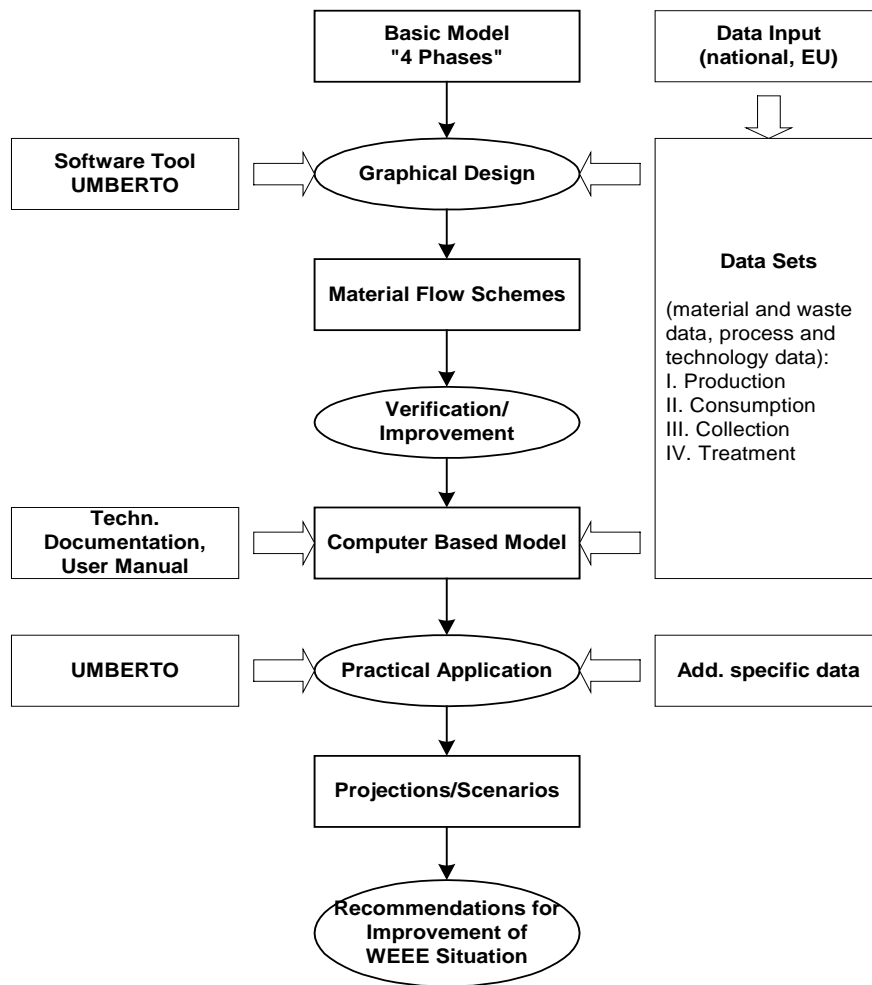 Basic Model
"4 Phases"
Data Input
(national, EU)
Software Tool
UMBERTO
Graphical Design
Data Sets
(material and waste
data, process and
technology data):
I. Production
II. Consumption
III. Collection
IV. Treatment
Material Flow Schemes
Verification/
Improvement
Techn.
Documentation,
User Manual
Computer Based Model
UMBERTO
Practical Application
Add. specific data
Projections/Scenarios
Recommendations for
Improvement of
WEEE Situation